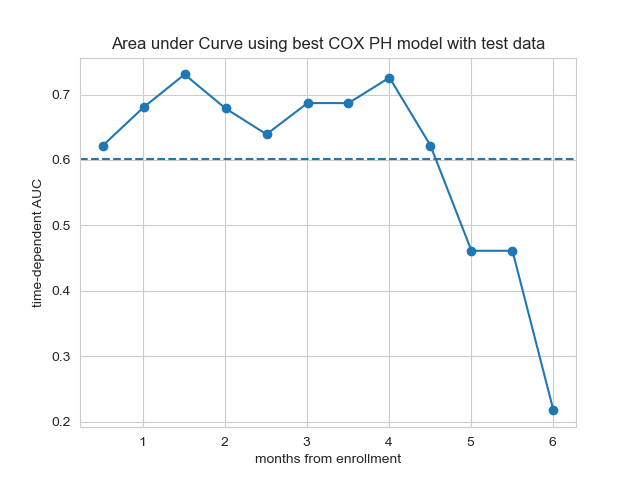 Area under Curve using best COX PH model with test data
time-dependent AUC
0.7
0.6
0.5
0.4
0.3
0.2
1 2 3 4 5 6
months from enrollment